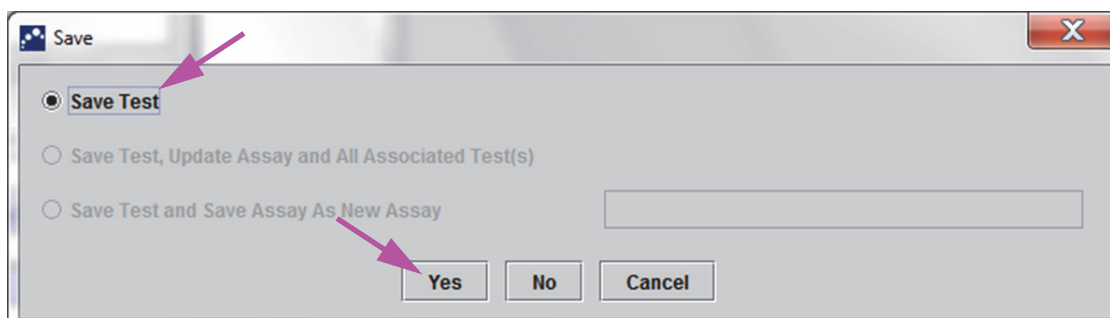 Save
Save Test
Save Test, Update Assay and All Associated Test(s)
Save Test and Save Assay As New Assay
Yes No Cancel